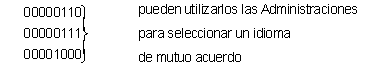 00000110 pueden utilizarlos las Administraciones
00000111 para seleccionar un idioma
00001000 de mutuo acuerdo